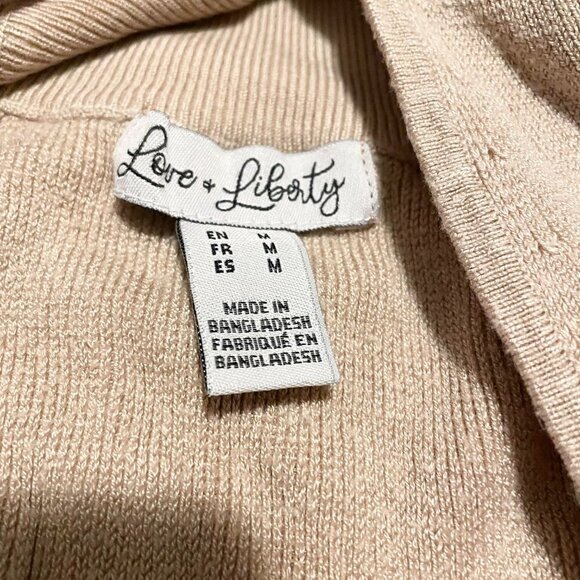 Love + Liberty
EN M
FR M
ES M
MADE IN
BANGLADESH
FABRIQUÉ EN
BANGLADESH